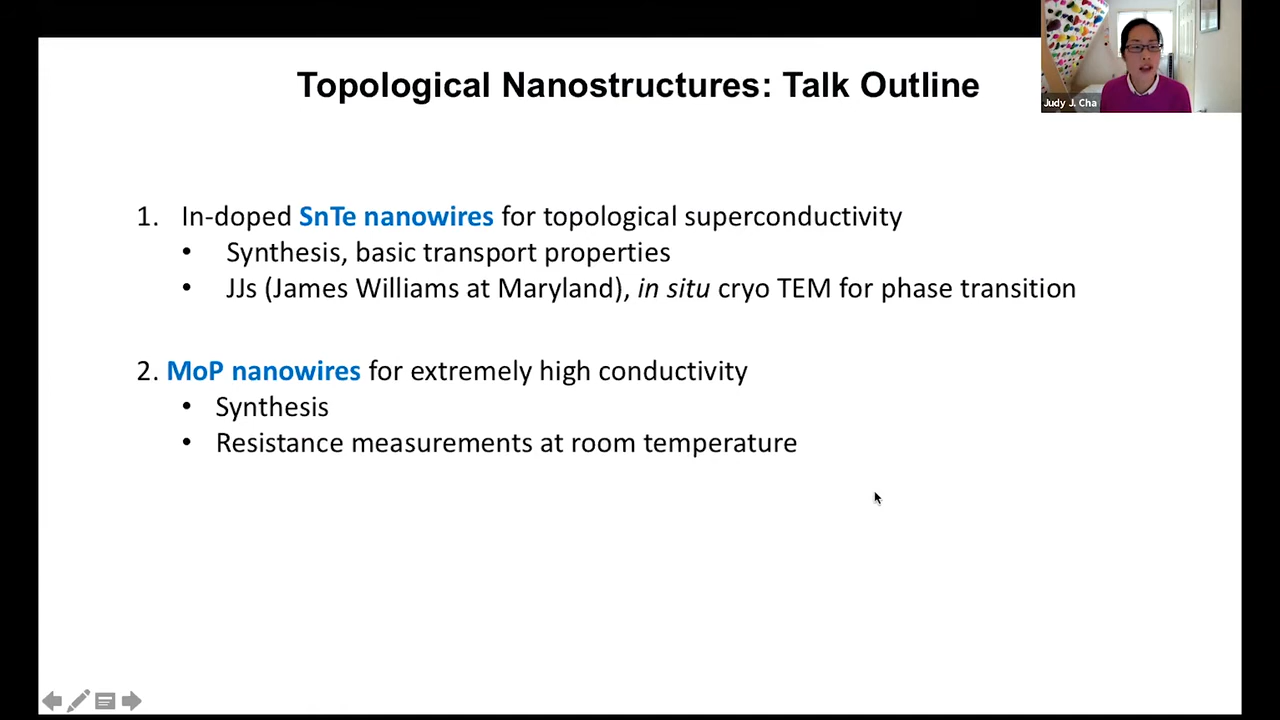 Topological Nanostructures: Talk Outline
Judy J. Cha
1. In-doped SnTe nanowires for topological superconductivity
• Synthesis, basic transport properties
• JJs (James Williams at Maryland), in situ cryo TEM for phase transition
2. MoP nanowires for extremely high conductivity
• Synthesis
• Resistance measurements at room temperature